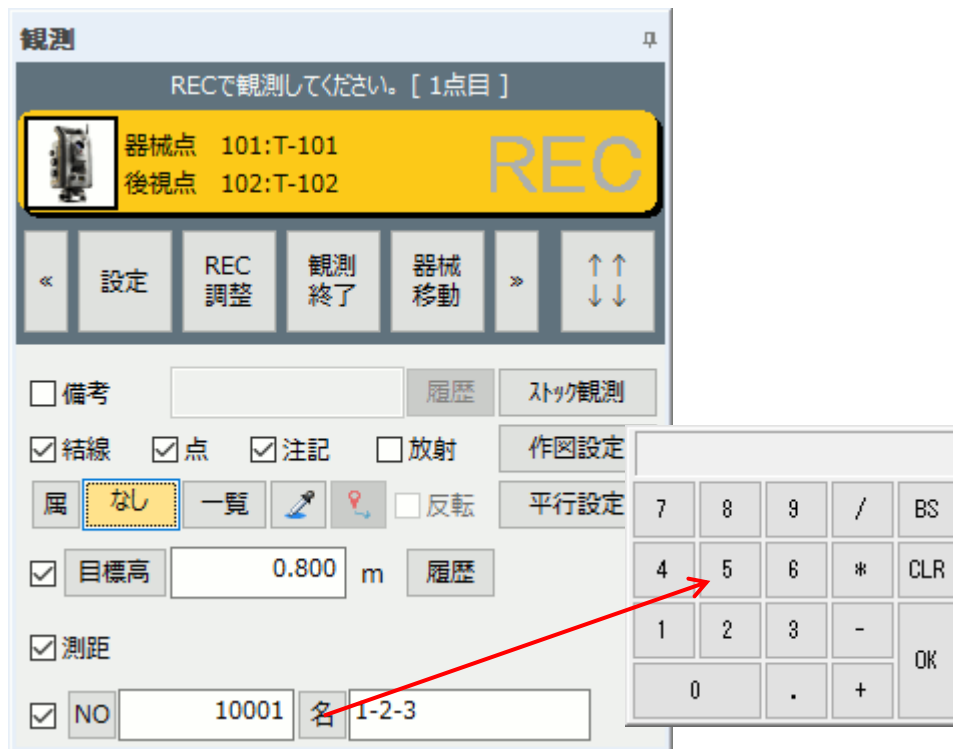 観測
RECで観測してください。[ 1点目 ]
器械点 101:T-101
後視点 102:T-102
REC
« 設定 REC調整 観測終了 器械移動 » ↑↑↓↓
備考 履歴 ストック観測
結線 点 注記 放射 作図設定
属 なし 一覧 反転 平行設定
目標高 0.800 m 履歴
測距
NO 10001 名 1-2-3
7 8 9 / BS
4 5 6 * CLR
1 2 3 - OK
0 . +